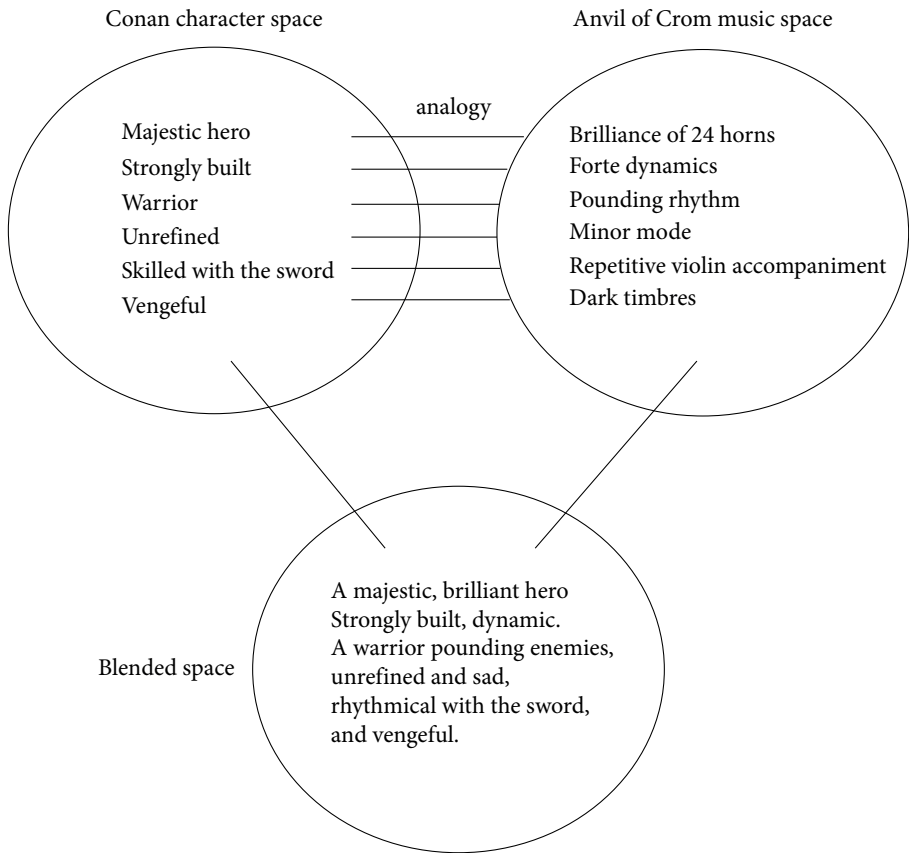 Conan character space
Anvil of Crom music space
analogy
Majestic hero
Strongly built
Warrior
Unrefined
Skilled with the sword
Vengeful
Brilliance of 24 horns
Forte dynamics
Pounding rhythm
Minor mode
Repetitive violin accompaniment
Dark timbres
Blended space
A majestic, brilliant hero
Strongly built, dynamic.
A warrior pounding enemies,
unrefined and sad,
rhythmical with the sword,
and vengeful.